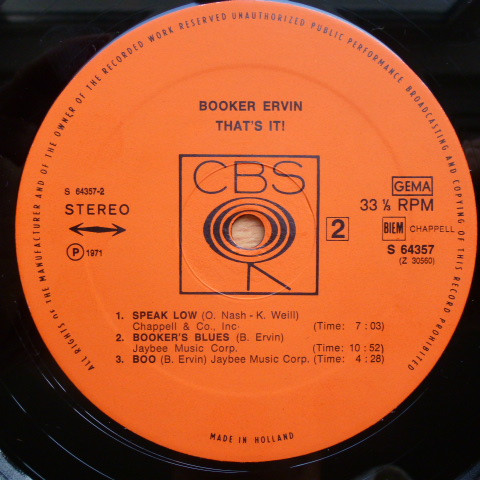 ALL RIGHTS OF THE MANUFACTURER AND OF THE OWNER OF THE RECORDED WORK RESERVED UNAUTHORIZED PUBLIC PERFORMANCE BROADCASTING AND COPYING OF THIS RECORD PROHIBITED
BOOKER ERVIN
THAT'S IT!
CBS
S 64357-2
STEREO
P 1971
2
GEMA
33 ⅓ RPM
BIEM CHAPPELL
S 64357
(Z 30560)
1. SPEAK LOW (O. Nash - K. Weill)
Chappell & Co., Inc (Time: 7 : 03)
2. BOOKER'S BLUES (B. Ervin)
Jaybee Music Corp. (Time: 10 : 52)
3. BOO (B. Ervin) Jaybee Music Corp. (Time: 4 : 28)
MADE IN HOLLAND